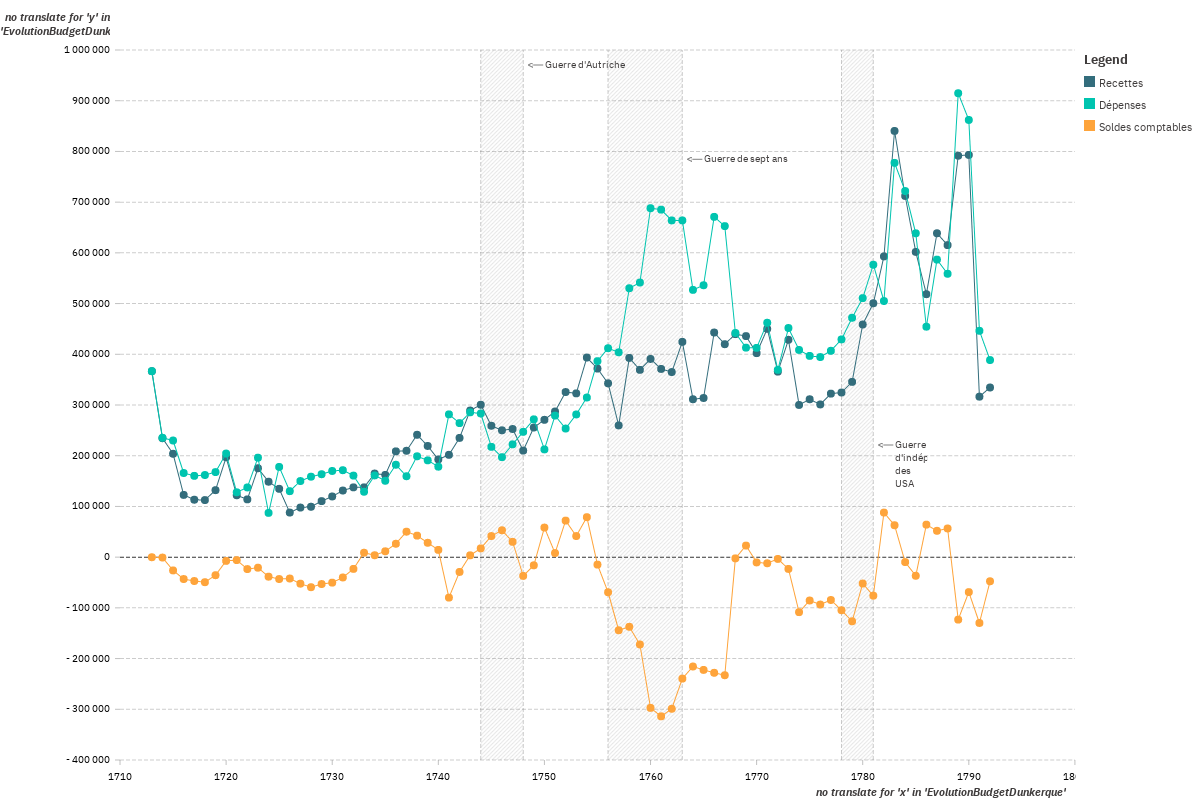 no translate for 'y' in
'EvolutionBudgetDunk
1 000 000
900 000
800 000
700 000
600 000
500 000
400 000
300 000
200 000
100 000
0
- 100 000
- 200 000
- 300 000
- 400 000
1710
1720
1730
1740
1750
1760
1770
1780
1790
18
no translate for 'x' in 'EvolutionBudgetDunkerque'
Guerre d'Autriche
Guerre de sept ans
Guerre
d'indép
des
USA
Legend
Recettes
Dépenses
Soldes comptables